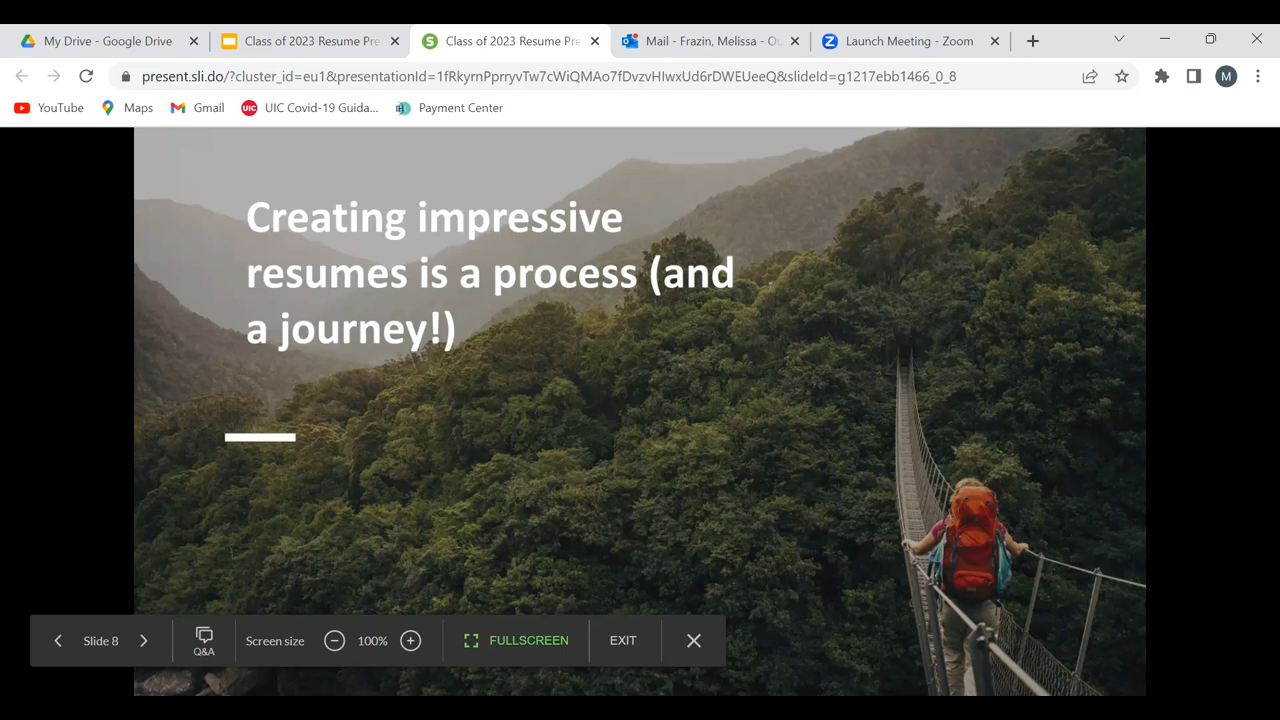 My Drive - Google Drive
Class of 2023 Resume Pre
Class of 2023 Resume Pre
Mail - Frazin, Melissa - Ou
Launch Meeting - Zoom
present.sli.do/?cluster_id=eu1&presentationId=1fRkyrnPprryvTw7cWiQMAo7fDvzvHIwxUd6rDWEUeeQ&slideId=g1217ebb1466_0_8
M
YouTube
Maps
Gmail
UIC
UIC Covid-19 Guida...
Payment Center
Creating impressive
resumes is a process (and
a journey!)
Slide 8
Q&A
Screen size
100%
FULLSCREEN
EXIT